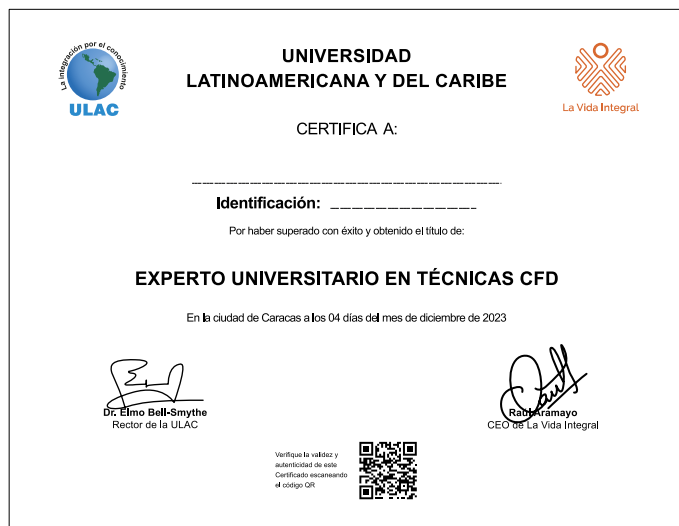 La integración por el conocimiento
ULAC
UNIVERSIDAD
LATINOAMERICANA Y DEL CARIBE
La Vida Integral
CERTIFICA A:
Identificación:
Por haber superado con éxito y obtenido el título de:
EXPERTO UNIVERSITARIO EN TÉCNICAS CFD
En la ciudad de Caracas a los 04 días del mes de diciembre de 2023
Dr. Elmo Bell-Smythe
Rector de la ULAC
Raúl Aramayo
CEO de La Vida Integral
Verifique la validez y
autenticidad de este
Certificado escaneando
el código QR